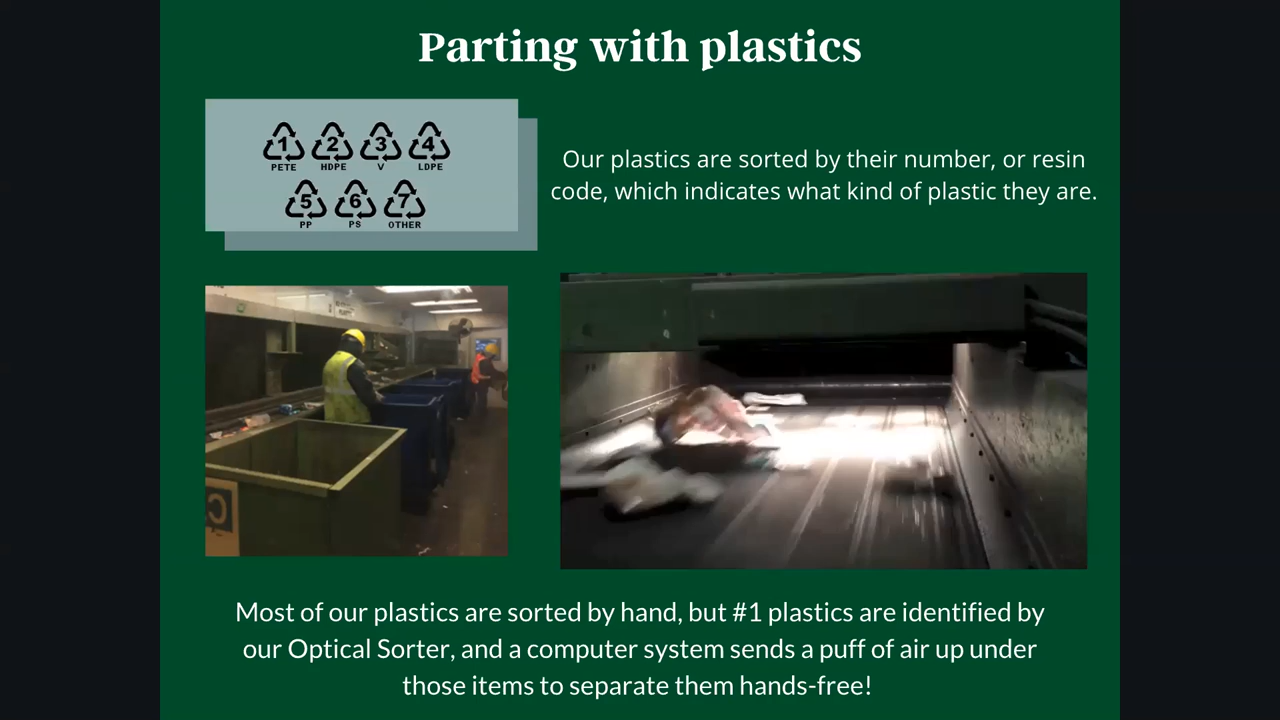 Parting with plastics
1 2 3 4
PETE HDPE V LDPE
5 6 7
PP PS OTHER
Our plastics are sorted by their number, or resin
code, which indicates what kind of plastic they are.
Most of our plastics are sorted by hand, but #1 plastics are identified by
our Optical Sorter, and a computer system sends a puff of air up under
those items to separate them hands-free!